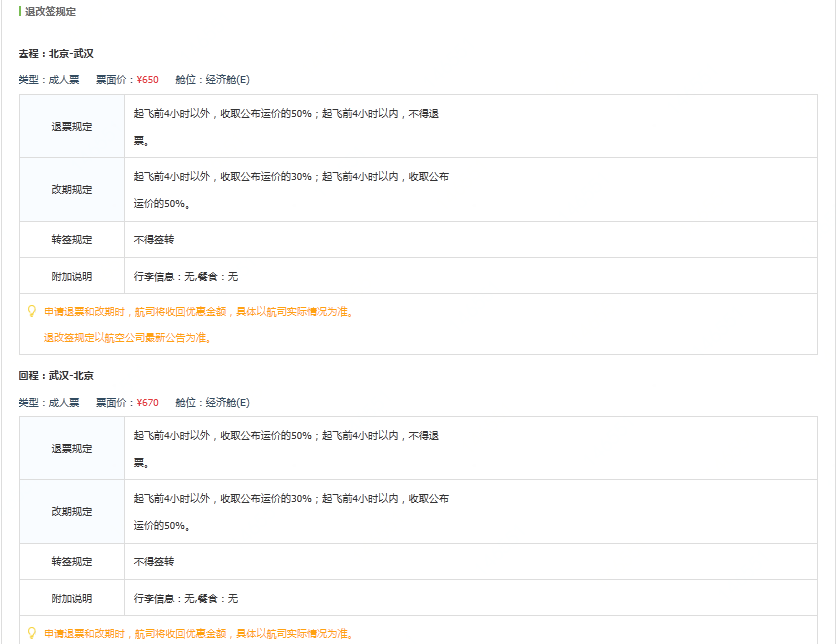 退改签规定
去程：北京-武汉
类型：成人票 票面价：¥650 舱位：经济舱(E)
退票规定
起飞前4小时以外，收取公布运价的50%；起飞前4小时以内，不得退
票。
改期规定
起飞前4小时以外，收取公布运价的30%；起飞前4小时以内，收取公布
运价的50%。
转签规定
不得签转
附加说明
行李信息：无,餐食：无
申请退票和改期时，航司将收回优惠金额，具体以航司实际情况为准。
退改签规定以航空公司最新公告为准。
回程：武汉-北京
类型：成人票 票面价：¥670 舱位：经济舱(E)
退票规定
起飞前4小时以外，收取公布运价的50%；起飞前4小时以内，不得退
票。
改期规定
起飞前4小时以外，收取公布运价的30%；起飞前4小时以内，收取公布
运价的50%。
转签规定
不得签转
附加说明
行李信息：无,餐食：无
申请退票和改期时，航司将收回优惠金额，具体以航司实际情况为准。